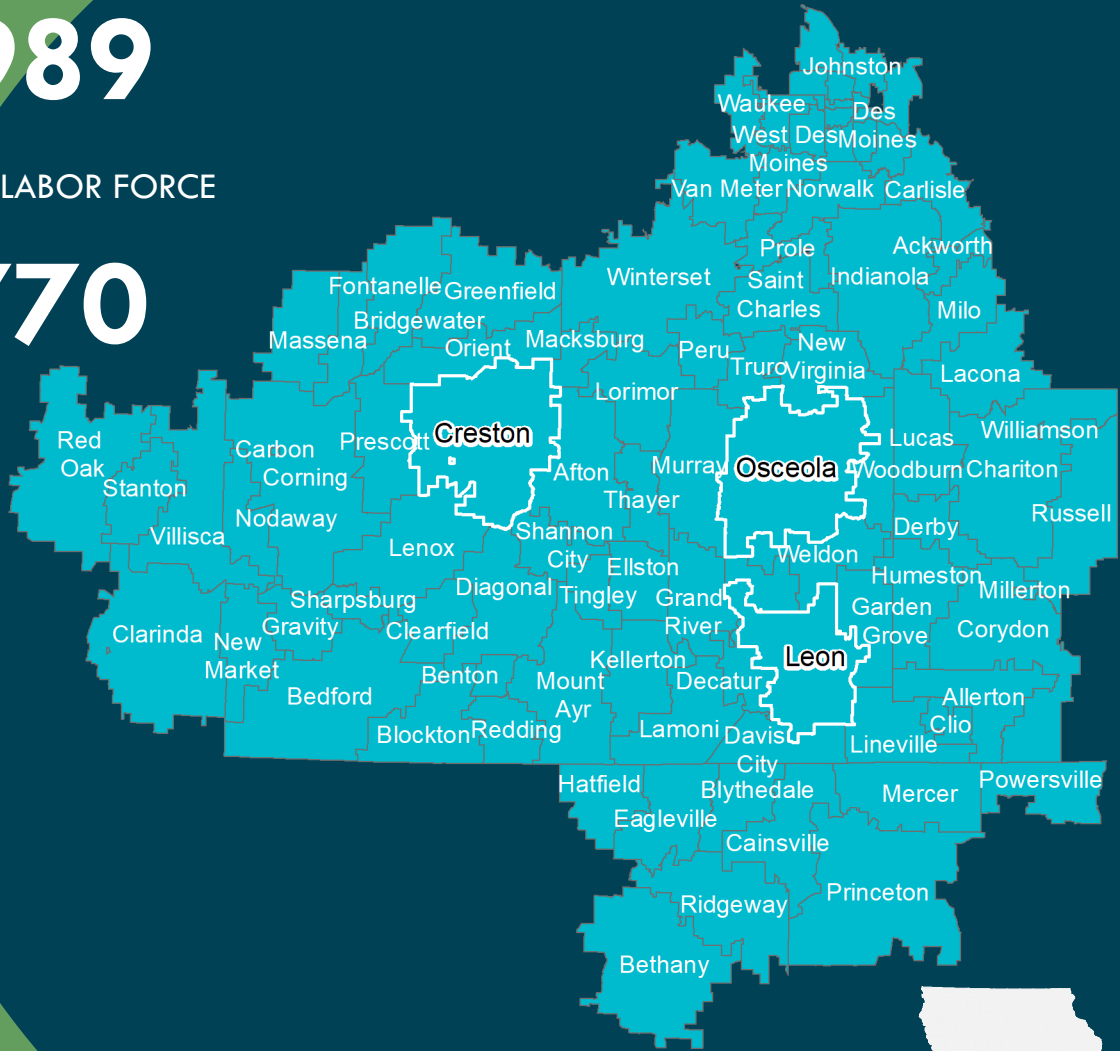 89
LABOR FORCE
70
Johnston
Waukee
Des
Moines
West Des
Moines
Van Meter
Norwalk
Carlisle
Prole
Ackworth
Winterset
Saint
Charles
Indianola
Milo
Fontanelle
Greenfield
Bridgewater
Massena
Orient
Macksburg
Peru
Truro
New
Virginia
Lacona
Lorimor
Creston
Prescott
Red
Oak
Stanton
Carbon
Corning
Nodaway
Villisca
Afton
Murray
Thayer
Osceola
Lucas
Williamson
Woodburn
Chariton
Russell
Derby
Lenox
Shannon
City
Ellston
Weldon
Diagonal
Tingley
Grand
River
Humeston
Millerton
Garden
Grove
Corydon
Sharpsburg
Gravity
Clearfield
Clarinda
New
Market
Bedford
Benton
Kellerton
Mount
Ayr
Decatur
Leon
Allerton
Clio
Blockton
Redding
Lamoni
Davis
City
Lineville
Hatfield
Blythedale
Mercer
Powersville
Eagleville
Cainsville
Ridgeway
Princeton
Bethany